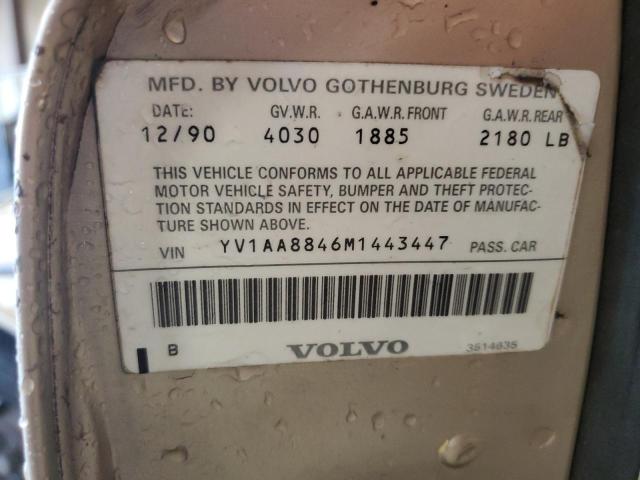 MFD. BY VOLVO GOTHENBURG SWEDEN
DATE: GV.W.R. G.A.W.R. FRONT G.A.W.R. REAR
12/90 4030 1885 2180 LB
THIS VEHICLE CONFORMS TO ALL APPLICABLE FEDERAL
MOTOR VEHICLE SAFETY, BUMPER AND THEFT PROTEC-
TION STANDARDS IN EFFECT ON THE DATE OF MANUFAC-
TURE SHOWN ABOVE.
VIN YV1AA8846M1443447 PASS. CAR
B VOLVO 3514635